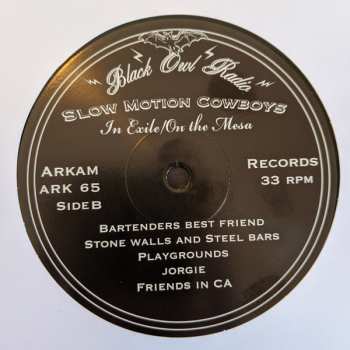 Black Owl Radio
Slow Motion Cowboys
In Exile/On the Mesa
Arkam Records
ARK 65 33 RPM
Side B
Bartenders best friend
Stone walls and Steel bars
Playgrounds
jorgie
Friends in CA